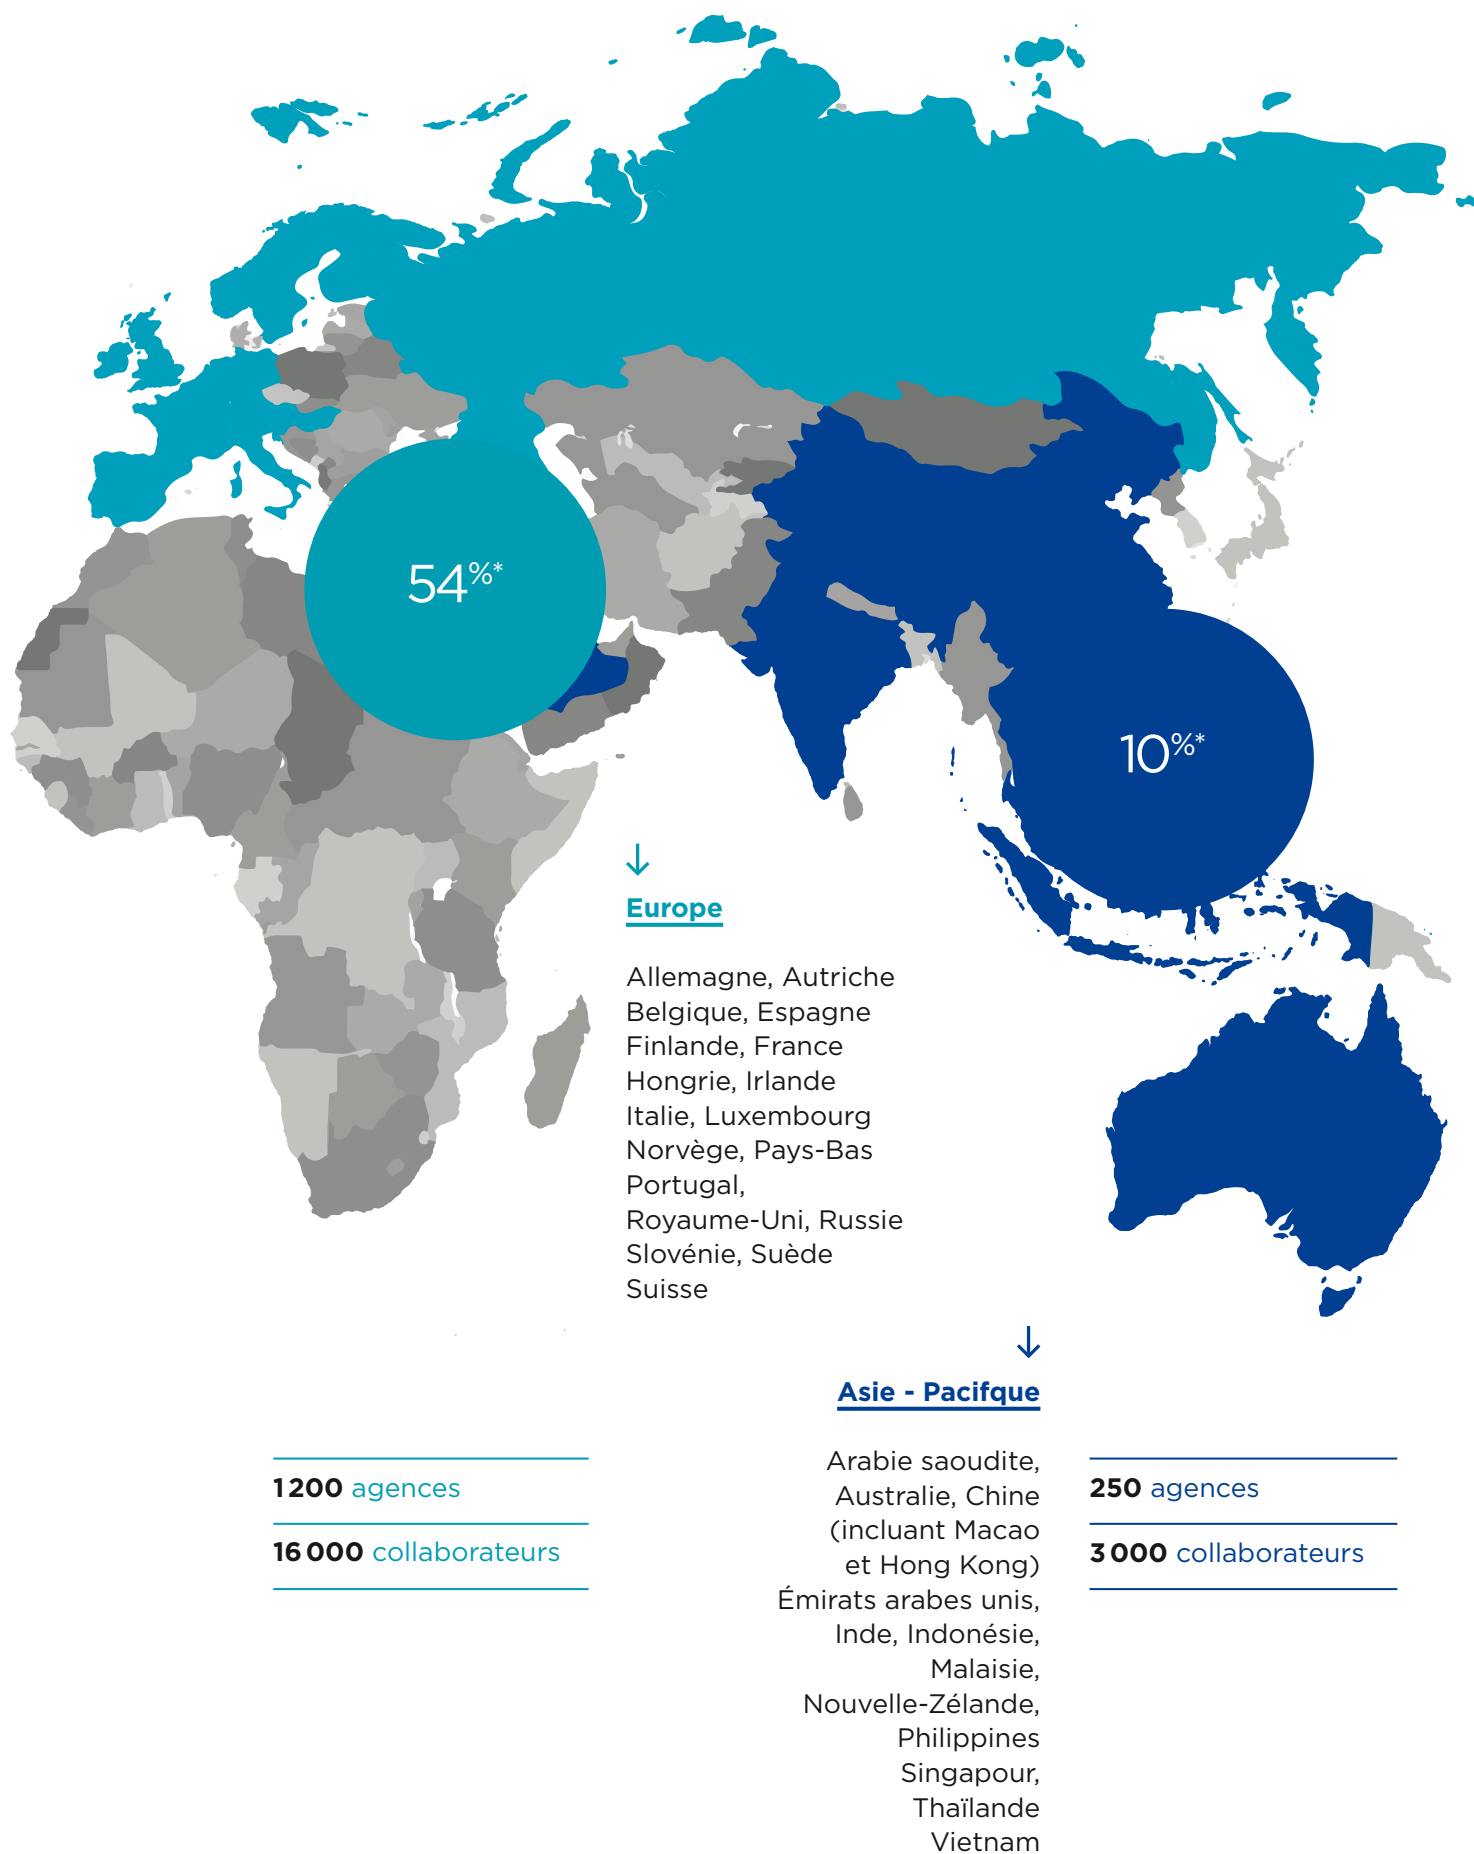 54%*
10%*
Europe
Allemagne, Autriche
Belgique, Espagne
Finlande, France
Hongrie, Irlande
Italie, Luxembourg
Norvège, Pays-Bas
Portugal,
Royaume-Uni, Russie
Slovénie, Suède
Suisse
1 200 agences
16 000 collaborateurs
Asie - Pacifque
Arabie saoudite,
Australie, Chine
(incluant Macao
et Hong Kong)
Émirats arabes unis,
Inde, Indonésie,
Malaisie,
Nouvelle-Zélande,
Philippines
Singapour,
Thaïlande
Vietnam
250 agences
3 000 collaborateurs